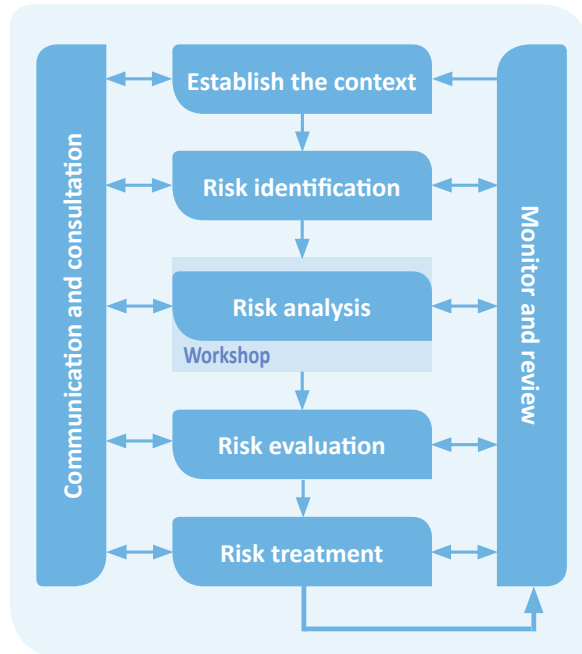 Communication and consultation
Establish the context
Risk identification
Risk analysis
Workshop
Risk evaluation
Risk treatment
Monitor and review